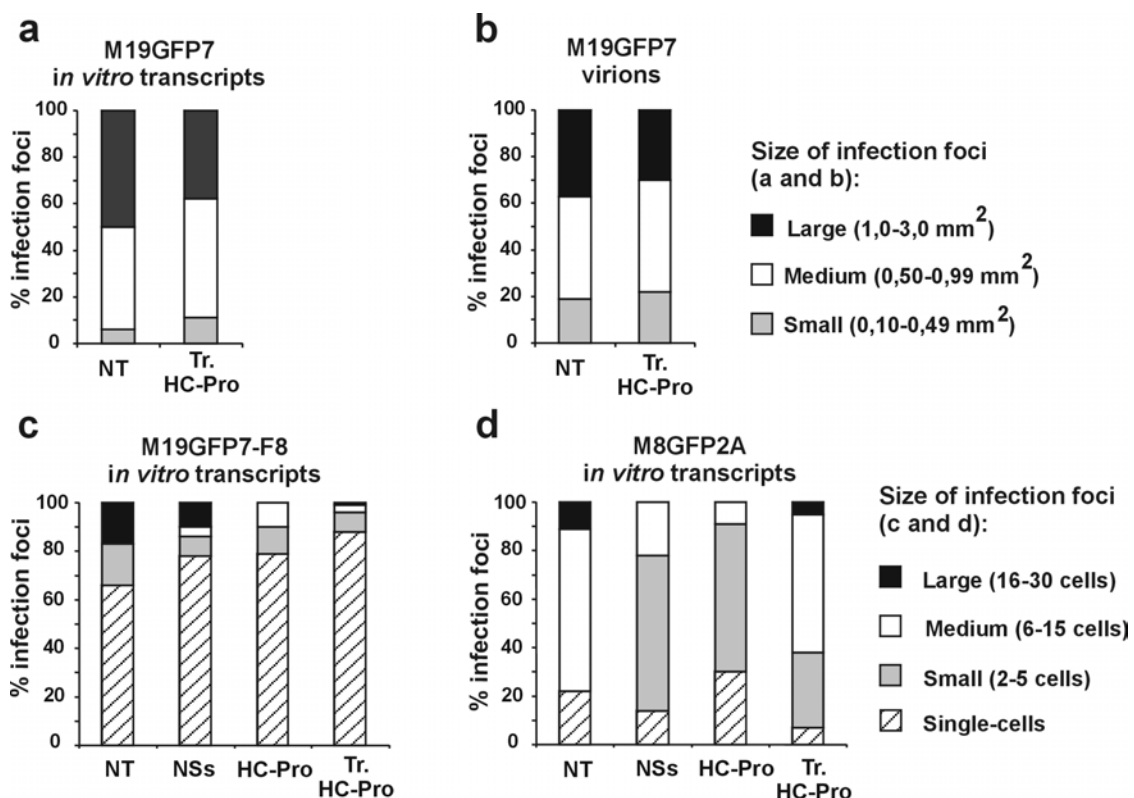 a
M19GFP7
in vitro transcripts
100
80
60
40
20
0
% infection foci
NT
Tr.
HC-Pro
b
M19GFP7
virions
100
80
60
40
20
0
% infection foci
NT
Tr.
HC-Pro
Size of infection foci
(a and b):
Large (1,0-3,0 mm2)
Medium (0,50-0,99 mm2)
Small (0,10-0,49 mm2)
c
M19GFP7-F8
in vitro transcripts
100
80
60
40
20
0
% infection foci
NT
NSs
HC-Pro
Tr.
HC-Pro
d
M8GFP2A
in vitro transcripts
100
80
60
40
20
0
% infection foci
NT
NSs
HC-Pro
Tr.
HC-Pro
Size of infection foci
(c and d):
Large (16-30 cells)
Medium (6-15 cells)
Small (2-5 cells)
Single-cells